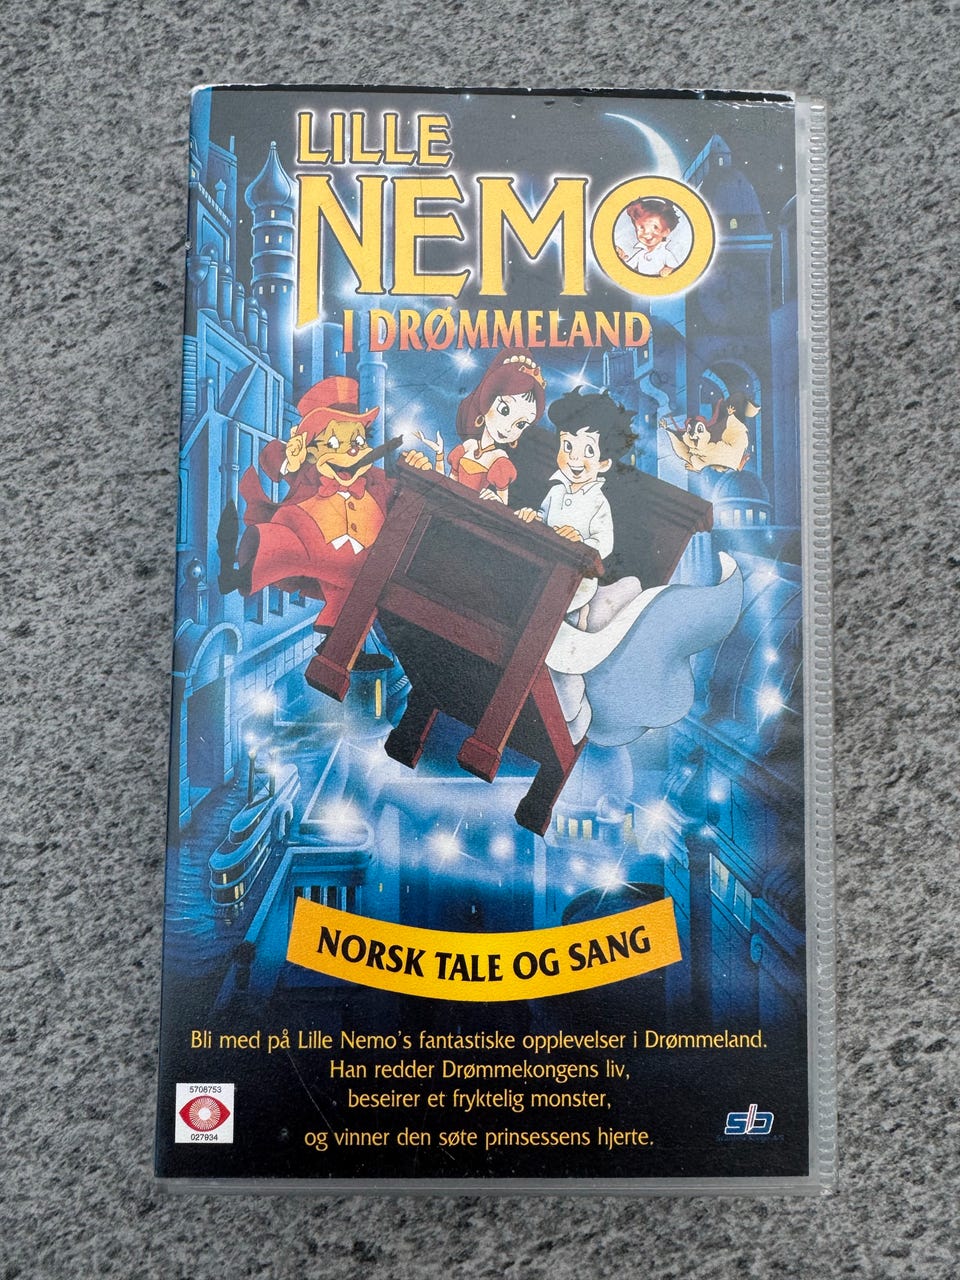 LILLE
NEMO
I DRØMMELAND
NORSK TALE OG SANG
Bli med på Lille Nemo's fantastiske opplevelser i Drømmeland.
Han redder Drømmekongens liv,
beseirer et fryktelig monster,
og vinner den søte prinsessens hjerte.
5708753
027934